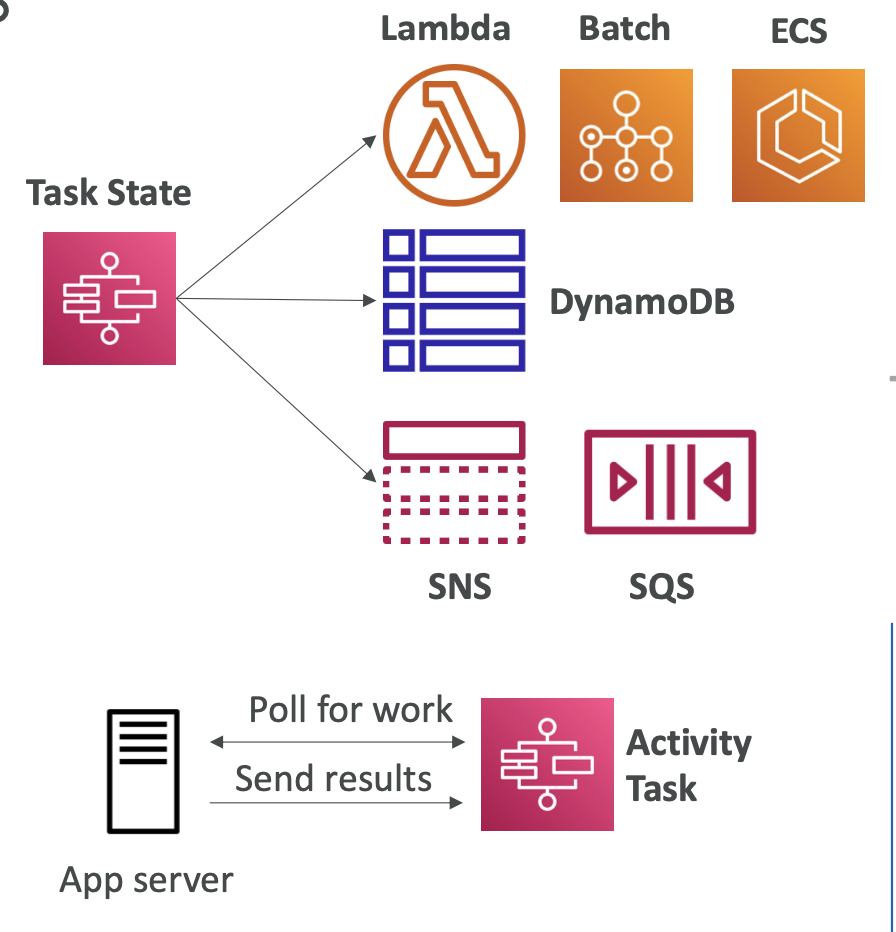 Lambda
Batch
ECS
Task State
DynamoDB
SNS
SQS
Poll for work
Send results
Activity
Task
App server